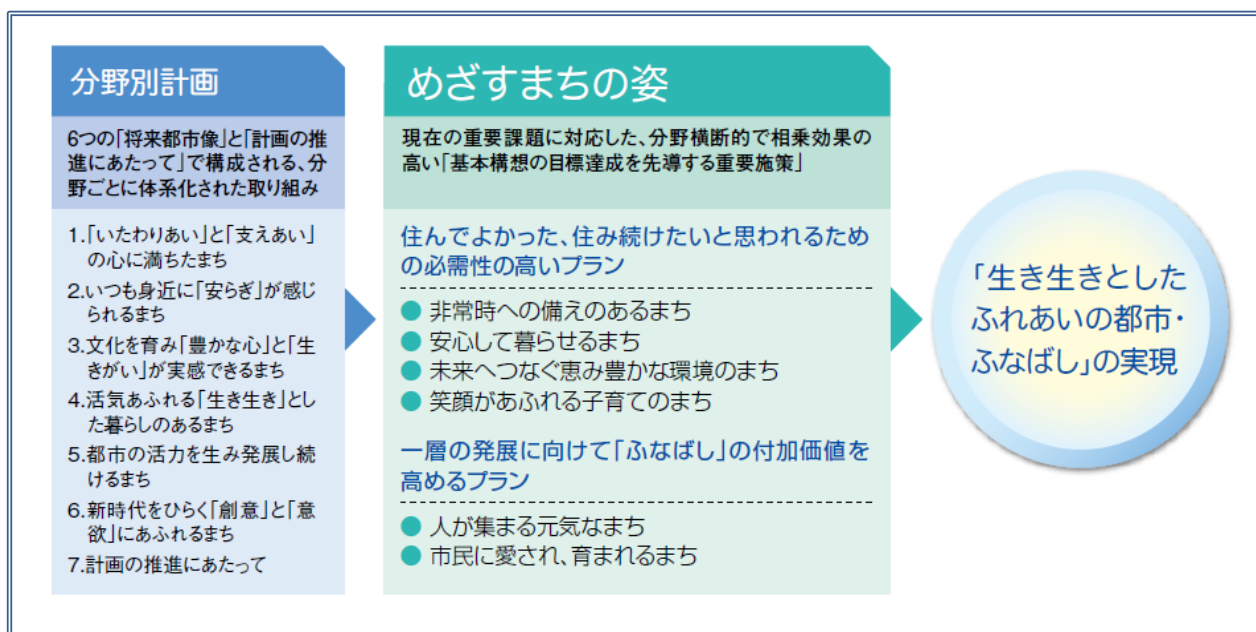 分野別計画
6つの「将来都市像」と「計画の推
進にあたって」で構成される、分
野ごとに体系化された取り組み
1.「いたわりあい」と「支えあい」
の心に満ちたまち
2.いつも身近に「安らぎ」が感じ
られるまち
3.文化を育み「豊かな心」と「生
きがい」が実感できるまち
4.活気あふれる「生き生き」とし
た暮らしのあるまち
5.都市の活力を生み発展し続
けるまち
6.新時代をひらく「創意」と「意
欲」にあふれるまち
7.計画の推進にあたって
めざすまちの姿
現在の重要課題に対応した、分野横断的で相乗効果の
高い「基本構想の目標達成を先導する重要施策」
住んでよかった、住み続けたいと思われるため
の必需性の高いプラン
● 非常時への備えのあるまち
● 安心して暮らせるまち
● 未来へつなぐ恵み豊かな環境のまち
● 笑顔があふれる子育てのまち
一層の発展に向けて「ふなばし」の付加価値を
高めるプラン
● 人が集まる元気なまち
● 市民に愛され、育まれるまち
「生き生きとした
ふれあいの都市・
ふなばし」の実現